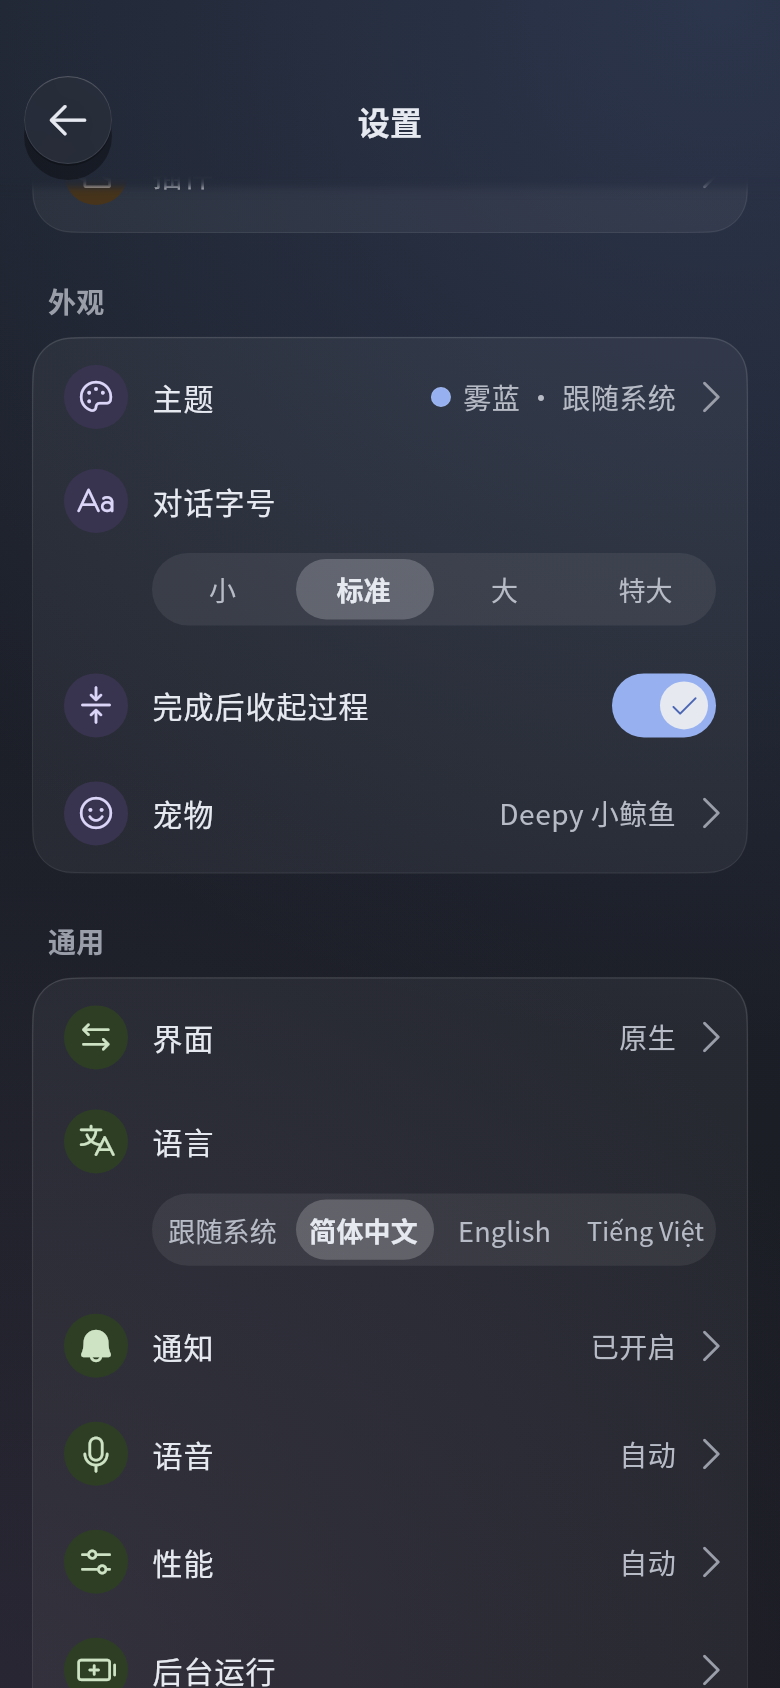 设置
外观
主题
雾蓝 · 跟随系统
Aa
对话字号
小 标准 大 特大
完成后收起过程
宠物
Deepy 小鲸鱼
通用
界面
原生
语言
跟随系统 简体中文 English Tiếng Việt
通知
已开启
语音
自动
性能
自动
后台运行